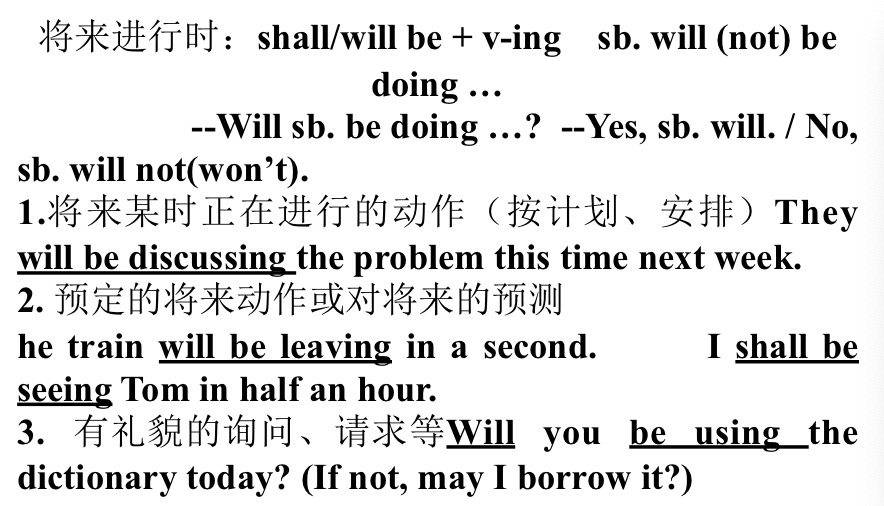 将来进行时：shall/will be + v-ing sb. will (not) be
doing …
--Will sb. be doing …? --Yes, sb. will. / No,
sb. will not(won’t).
1.将来某时正在进行的动作（按计划、安排）They
will be discussing the problem this time next week.
2. 预定的将来动作或对将来的预测
he train will be leaving in a second. I shall be
seeing Tom in half an hour.
3. 有礼貌的询问、请求等Will you be using the
dictionary today? (If not, may I borrow it?)